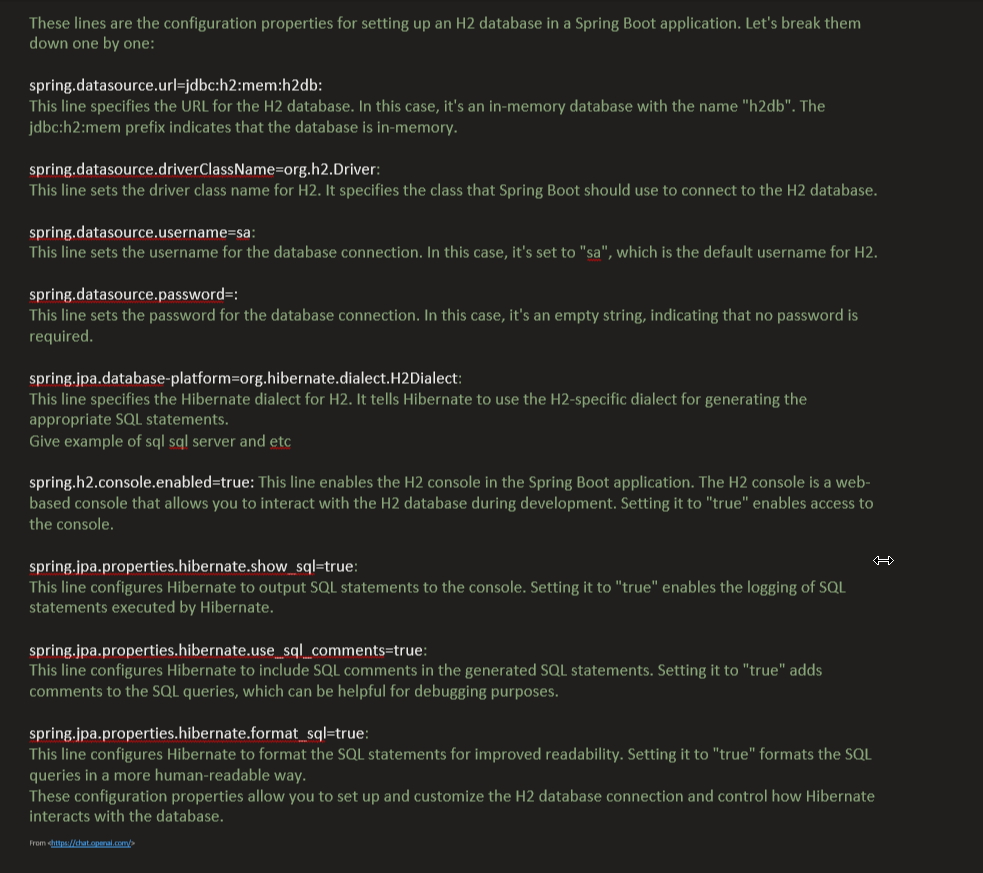 These lines are the configuration properties for setting up an H2 database in a Spring Boot application. Let's break them
down one by one:
spring.datasource.url=jdbc:h2:mem:h2db:
This line specifies the URL for the H2 database. In this case, it's an in-memory database with the name "h2db". The
jdbc:h2:mem prefix indicates that the database is in-memory.
spring.datasource.driverClassName=org.h2.Driver:
This line sets the driver class name for H2. It specifies the class that Spring Boot should use to connect to the H2 database.
spring.datasource.username=sa:
This line sets the username for the database connection. In this case, it's set to "sa", which is the default username for H2.
spring.datasource.password=:
This line sets the password for the database connection. In this case, it's an empty string, indicating that no password is
required.
spring.jpa.database-platform=org.hibernate.dialect.H2Dialect:
This line specifies the Hibernate dialect for H2. It tells Hibernate to use the H2-specific dialect for generating the
appropriate SQL statements.
Give example of sql sql server and etc
spring.h2.console.enabled=true: This line enables the H2 console in the Spring Boot application. The H2 console is a web-
based console that allows you to interact with the H2 database during development. Setting it to "true" enables access to
the console.
spring.jpa.properties.hibernate.show_sql=true:
This line configures Hibernate to output SQL statements to the console. Setting it to "true" enables the logging of SQL
statements executed by Hibernate.
spring.jpa.properties.hibernate.use_sql_comments=true:
This line configures Hibernate to include SQL comments in the generated SQL statements. Setting it to "true" adds
comments to the SQL queries, which can be helpful for debugging purposes.
spring.jpa.properties.hibernate.format_sql=true:
This line configures Hibernate to format the SQL statements for improved readability. Setting it to "true" formats the SQL
queries in a more human-readable way.
These configuration properties allow you to set up and customize the H2 database connection and control how Hibernate
interacts with the database.
From <https://chat.openai.com/>